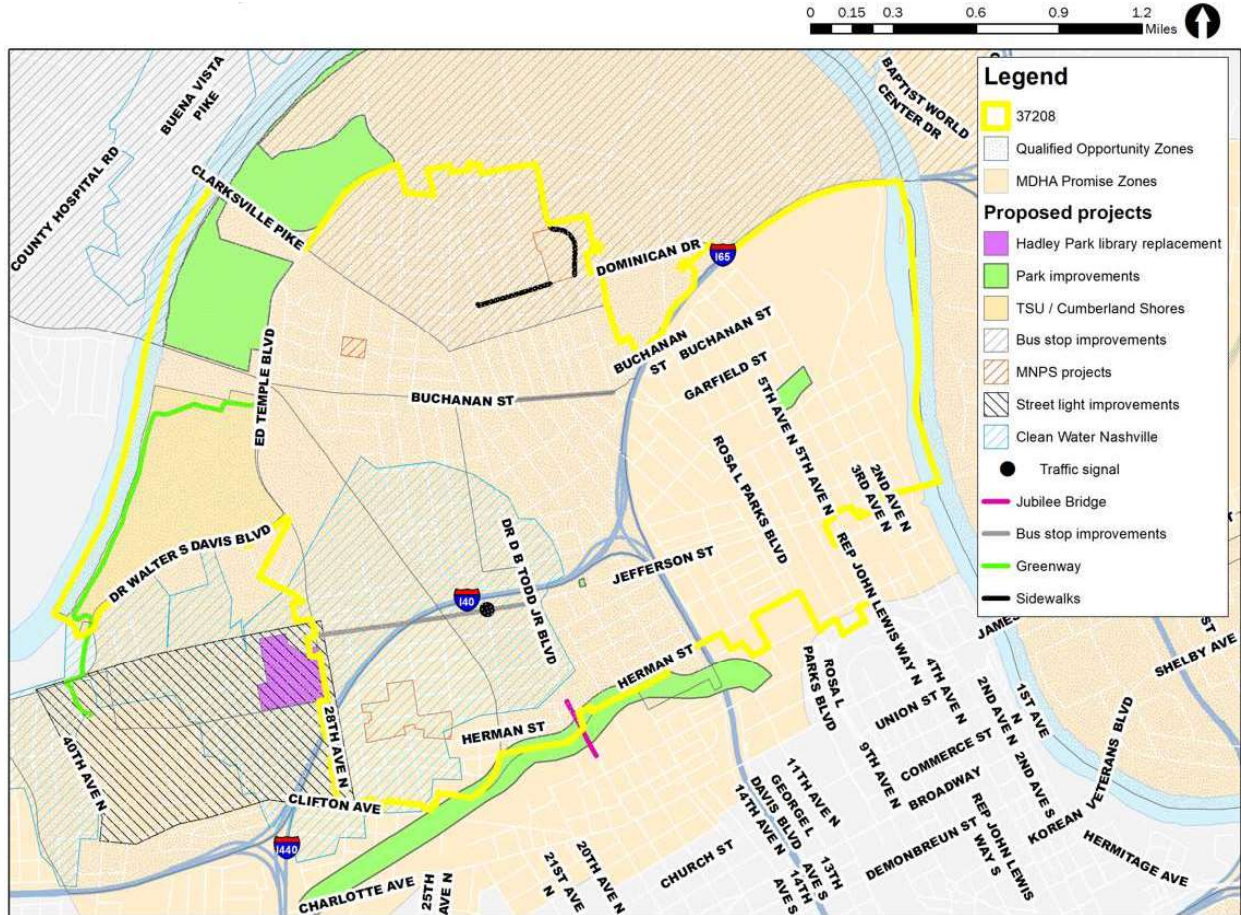 0 0.15 0.3 0.6 0.9 1.2
Miles
BUENA VISTA
PIKE
COUNTY HOSPITAL RD
CLARKSVILLE PIKE
BAPTIST WORLD
CENTER DR
Legend
37208
Qualified Opportunity Zones
MDHA Promise Zones
Proposed projects
Hadley Park library replacement
Park improvements
TSU / Cumberland Shores
Bus stop improvements
MNPS projects
Street light improvements
Clean Water Nashville
Traffic signal
Jubilee Bridge
Bus stop improvements
Greenway
Sidewalks
DOMINICAN DR
I65
ED TEMPLE BLVD
BUCHANAN
ST
BUCHANAN ST
GARFIELD ST
BUCHANAN ST
5TH AVE N
5TH AVE N
2ND AVE N
3RD AVE N
ROSA L PARKS BLVD
DR WALTER S DAVIS BLVD
DR D B TODD JR BLVD
JEFFERSON ST
REP JOHN LEWIS WAY N
I40
JAMES
ST
SHELBY AVE
HERMAN ST
ROSA L
PARKS BLVD
4TH AVE N
2ND AVE N
1ST AVE
N
UNION ST
HERMAN ST
28TH AVE N
40TH AVE N
CLIFTON AVE
I440
9TH AVE N
COMMERCE ST
BROADWAY
2ND AVE S
KOREAN VETERANS BLVD
11TH AVE N
GEORGE L
DAVIS BLVD
14TH AVE N
REP JOHN LEWIS
WAY S
HERMITAGE AVE
DEMONBREUN ST
CHURCH ST
13TH
AVE S
14TH
AVE S
20TH AVE N
21ST AVE
N
25TH
AVE N
CHARLOTTE AVE